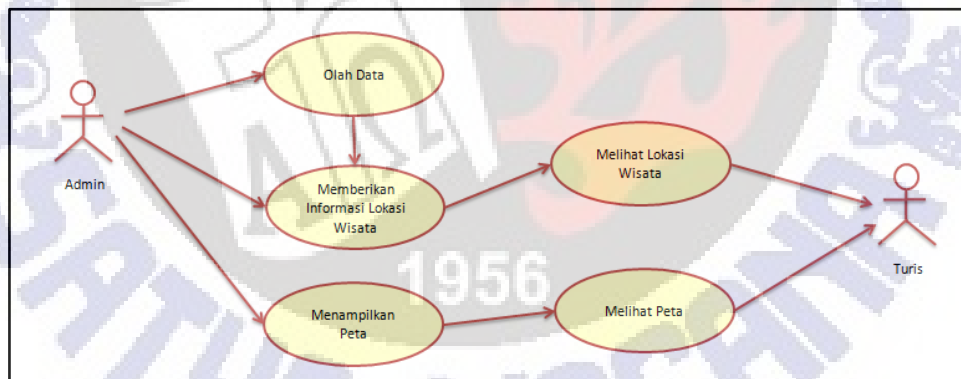 Olah Data
Admin
Memberikan
Informasi Lokasi
Wisata
Melihat Lokasi
Wisata
Turis
1956
Menampilkan
Peta
Melihat Peta